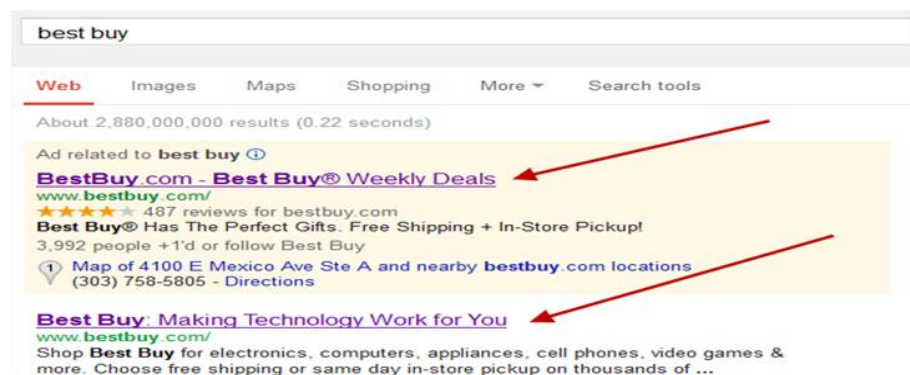 best buy
Web Images Maps Shopping More Search tools
About 2,880,000,000 results (0.22 seconds)
Ad related to best buy
BestBuy.com - Best Buy® Weekly Deals
www.bestbuy.com/
487 reviews for bestbuy.com
Best Buy® Has The Perfect Gifts. Free Shipping + In-Store Pickup!
3,992 people +1'd or follow Best Buy
1 Map of 4100 E Mexico Ave Ste A and nearby bestbuy.com locations
(303) 758-5805 - Directions
Best Buy: Making Technology Work for You
www.bestbuy.com/
Shop Best Buy for electronics, computers, appliances, cell phones, video games &
more. Choose free shipping or same day in-store pickup on thousands of ...